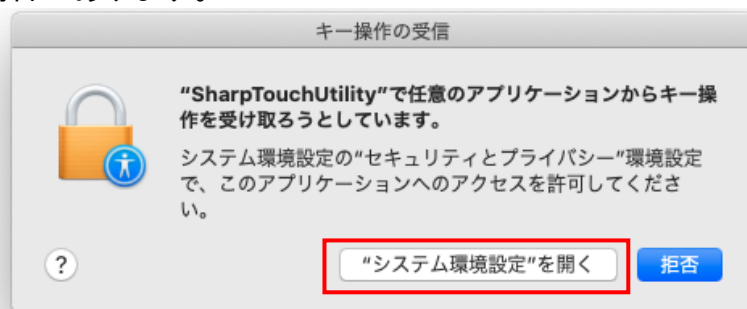 キー操作の受信
“SharpTouchUtility”で任意のアプリケーションからキー操
作を受け取ろうとしています。
システム環境設定の“セキュリティとプライバシー”環境設定
で、このアプリケーションへのアクセスを許可してくださ
い。
?
“システム環境設定”を開く
拒否